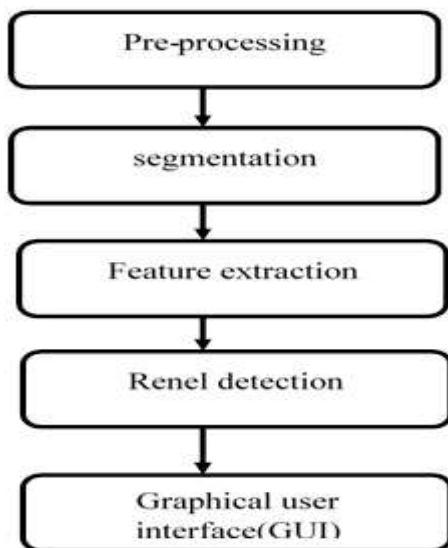 Pre-processing
segmentation
Feature extraction
Renel detection
Graphical user
interface(GUI)